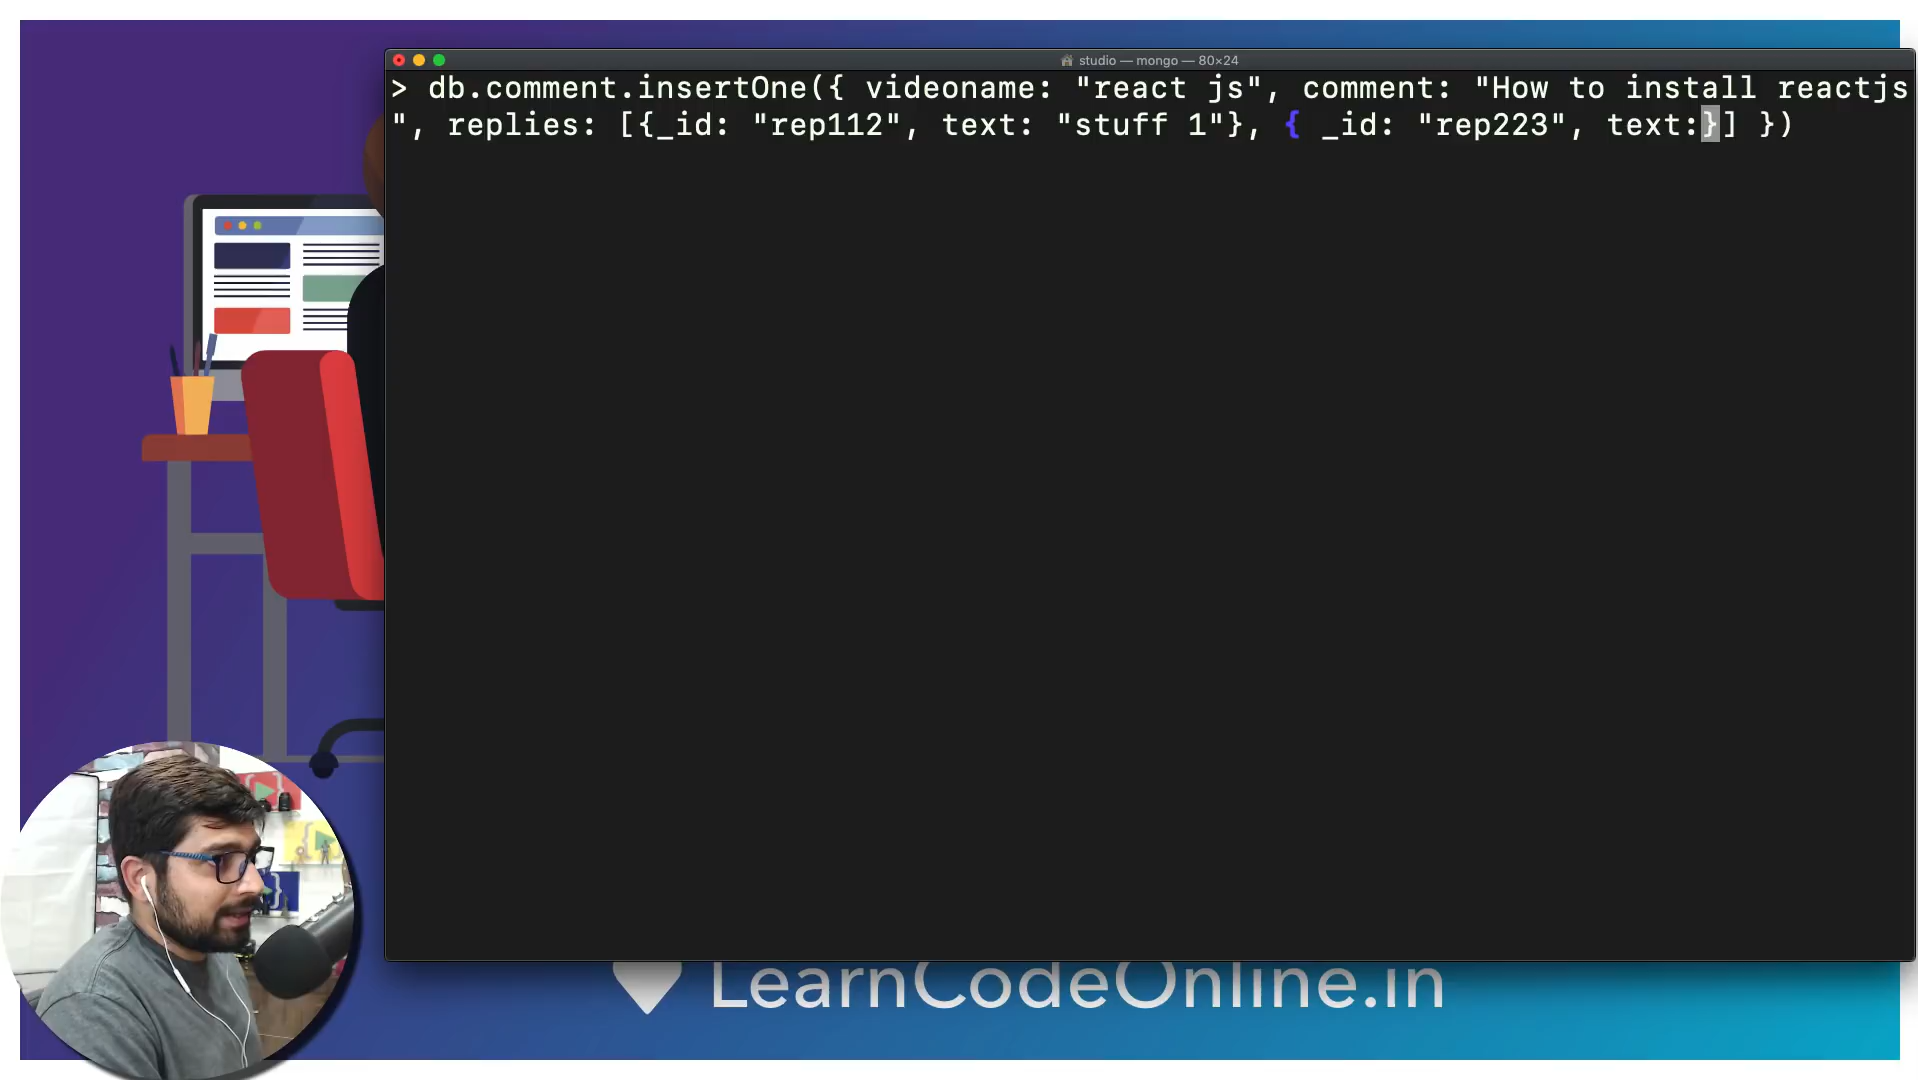 studio — mongo — 80×24
> db.comment.insertOne({ videoname: "react js", comment: "How to install reactjs
", replies: [{_id: "rep112", text: "stuff 1"}, { _id: "rep223", text:}] })
LearnCodeOnline.in